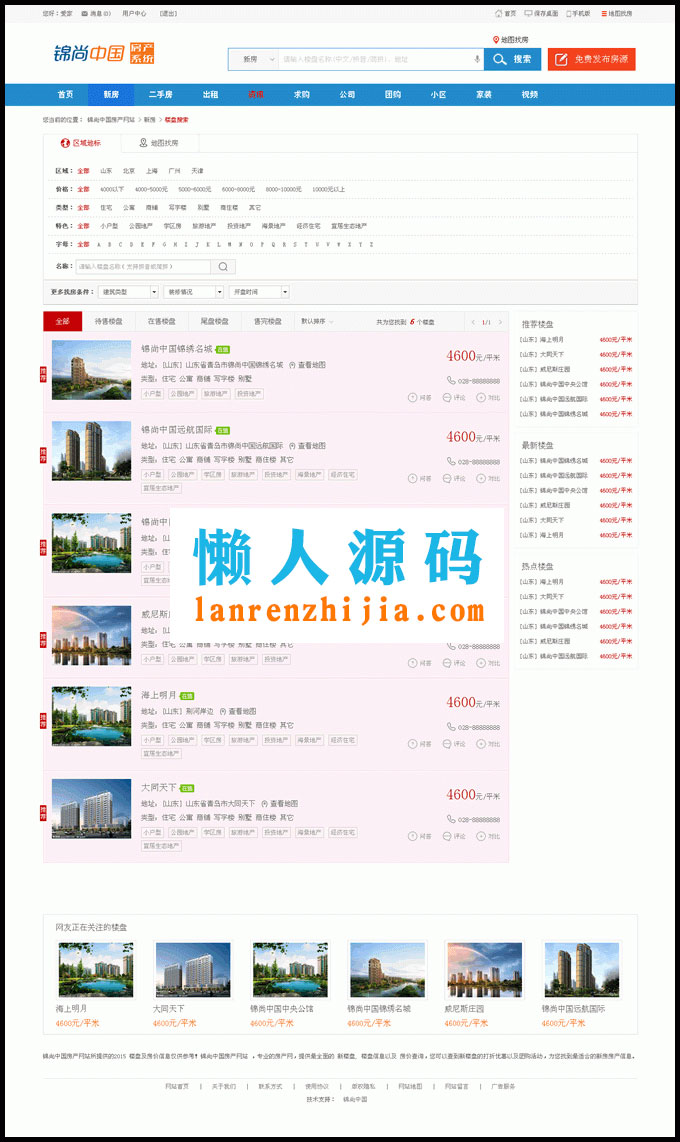 您好：爱家 消息(0) 用户中心 [退出]
首页 保存桌面 手机版 地图找房
锦尚中国 房产系统
地图找房
新房 请输入楼盘名称(中文/拼音/简拼)、地址 搜索 免费发布房源
首页 新房 二手房 出租 求购 公司 团购 小区 家装 视频
您当前的位置： 锦尚中国房产网站 > 新房 > 楼盘搜索
区域地标 地图找房
区域： 全部 山东 北京 上海 广州 天津
价格： 全部 4000以下 4000-5000元 5000-6000元 6000-8000元 8000-10000元 10000元以上
类型： 全部 住宅 公寓 商铺 写字楼 别墅 商住楼 其它
特色： 全部 小户型 公园地产 学区房 旅游地产 投资地产 海景地产 经济住宅 宜居生态地产
字母： 全部 A B C D E F G H I J K L M N O P Q R S T U V W X Y Z
名称：
更多找房条件： 建筑类型 装修情况 开盘时间
全部 待售楼盘 在售楼盘 尾盘楼盘 售完楼盘 默认排序 共为您找到 6 个楼盘 < 1/1 >
推荐
锦尚中国锦绣名城 在售
地址：[山东] 山东省青岛市锦尚中国锦绣名城 查看地图
类型：住宅 公寓 商铺 写字楼 别墅
小户型 公园地产 旅游地产 投资地产
4600元/平米
028-88888888
问答 评论 对比
推荐
锦尚中国远航国际 在售
地址：[山东] 山东省青岛市锦尚中国远航国际 查看地图
类型：住宅 公寓 商铺 写字楼 别墅 商住楼 其它
小户型 公园地产 学区房 旅游地产 投资地产 海景地产 经济住宅
宜居生态地产
4600元/平米
028-88888888
问答 评论 对比
推荐
锦尚中
地址：[山
类型：住
小户型
宜居生态
懒人源码
lanrenzhijia.com
推荐
威尼斯
地址：[山
类型：住宅 公寓 商铺 写字楼 别墅 商住楼 其它
小户型 公园地产 学区房 旅游地产 投资地产
028-88888888
问答 评论 对比
推荐
海上明月 在售
地址：[山东] 荆河岸边 查看地图
类型：住宅 公寓 商铺 写字楼 别墅 商住楼 其它
小户型 公园地产 学区房 旅游地产 投资地产 海景地产 经济住宅
宜居生态地产
4600元/平米
028-88888888
问答 评论 对比
推荐
大同天下 在售
地址：[山东] 山东省青岛市大同天下 查看地图
类型：住宅 公寓 商铺 写字楼 别墅 商住楼 其它
小户型 公园地产 学区房 旅游地产 投资地产 海景地产 经济住宅
宜居生态地产
4600元/平米
028-88888888
问答 评论 对比
推荐楼盘
[山东] 海上明月 4600元/平米
[山东] 大同天下 4600元/平米
[山东] 威尼斯庄园 4600元/平米
[山东] 锦尚中国中央公馆 4600元/平米
[山东] 锦尚中国远航国际 4600元/平米
[山东] 锦尚中国锦绣名城 4600元/平米
最新楼盘
[山东] 锦尚中国锦绣名城 4600元/平米
[山东] 锦尚中国远航国际 4600元/平米
[山东] 锦尚中国中央公馆 4600元/平米
[山东] 威尼斯庄园 4600元/平米
[山东] 大同天下 4600元/平米
[山东] 海上明月 4600元/平米
热点楼盘
[山东] 海上明月 4600元/平米
[山东] 大同天下 4600元/平米
[山东] 锦尚中国中央公馆 4600元/平米
[山东] 锦尚中国锦绣名城 4600元/平米
[山东] 威尼斯庄园 4600元/平米
[山东] 锦尚中国远航国际 4600元/平米
网友正在关注的楼盘
海上明月 大同天下 锦尚中国中央公馆 锦尚中国锦绣名城 威尼斯庄园 锦尚中国远航国际
4600元/平米 4600元/平米 4600元/平米 4600元/平米 4600元/平米 4600元/平米
锦尚中国房产网站所提供的2015 楼盘及房价信息仅供参考！锦尚中国房产网站 ，专业的房产网，提供最全面的 新楼盘、楼盘信息以及 房价查询，您可以查到新楼盘的打折优惠以及团购活动，为您找到最适合的新房房产信息。
网站首页 | 关于我们 | 联系方式 | 使用协议 | 版权隐私 | 网站地图 | 网站留言 | 广告服务
技术支持： 锦尚中国